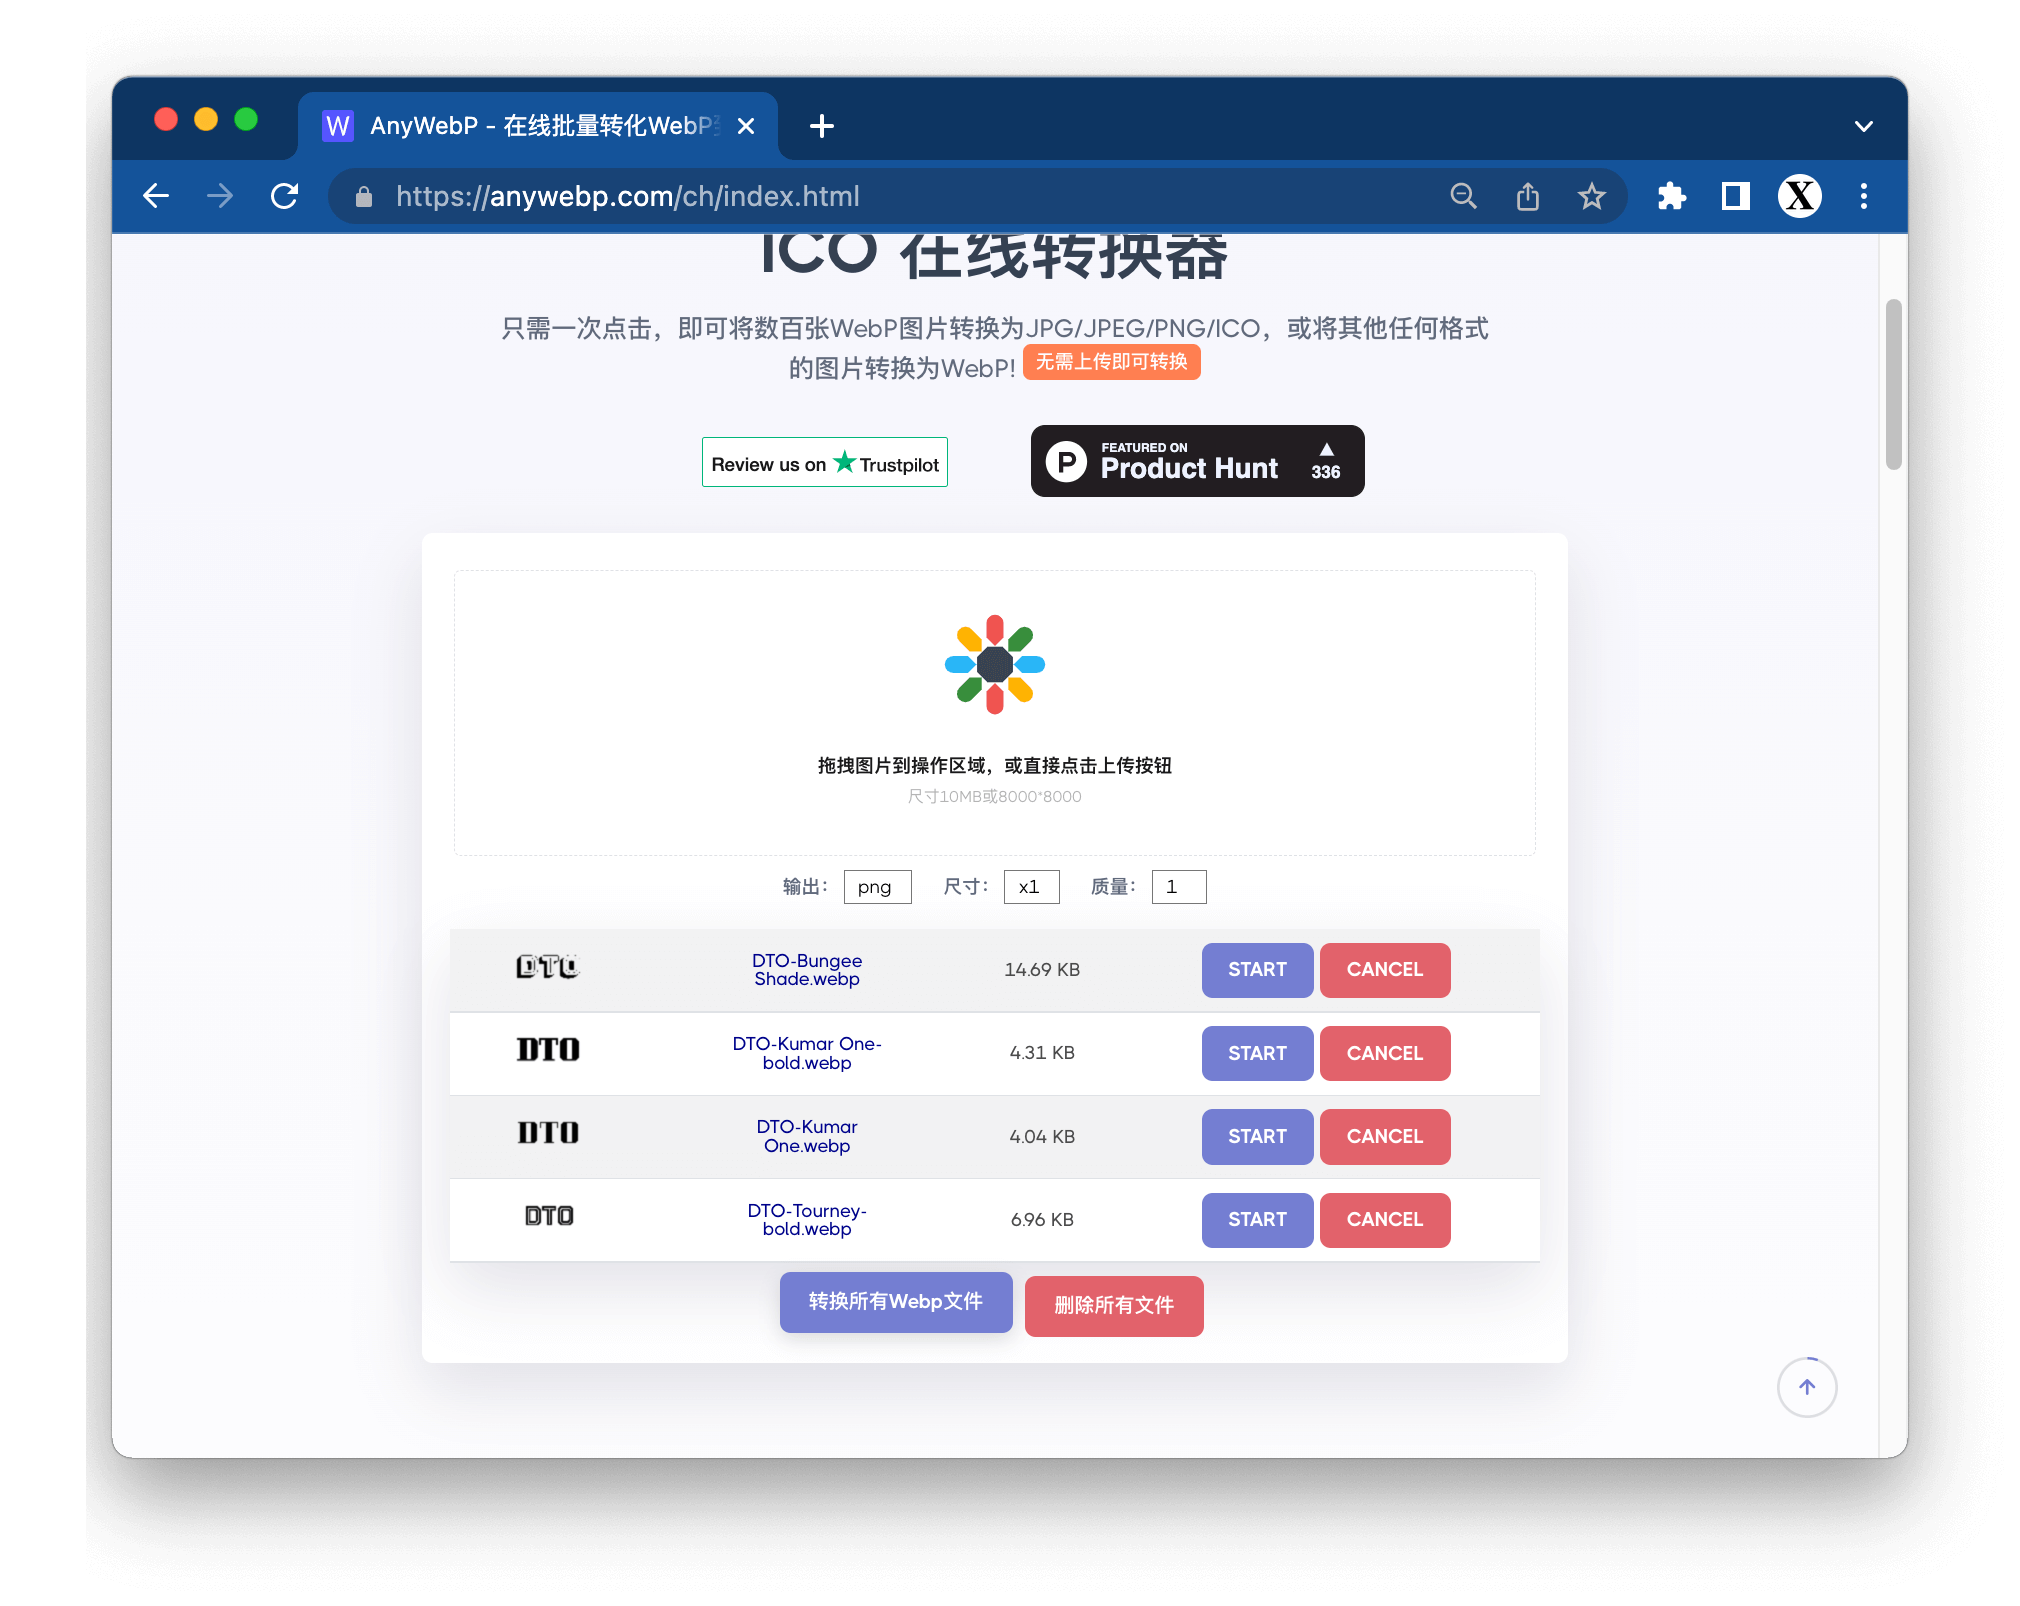 W AnyWebP - 在线批量转化WebP
https://anywebp.com/ch/index.html
X
ICO 在线转换器
只需一次点击，即可将数百张WebP图片转换为JPG/JPEG/PNG/ICO，或将其他任何格式
的图片转换为WebP! 无需上传即可转换
Review us on Trustpilot
P FEATURED ON
Product Hunt 336
拖拽图片到操作区域，或直接点击上传按钮
尺寸10MB或8000*8000
输出： png 尺寸： x1 质量： 1
DTO DTO-Bungee
Shade.webp 14.69 KB START CANCEL
DTO DTO-Kumar One-
bold.webp 4.31 KB START CANCEL
DTO DTO-Kumar
One.webp 4.04 KB START CANCEL
DTO DTO-Tourney-
bold.webp 6.96 KB START CANCEL
转换所有Webp文件 删除所有文件